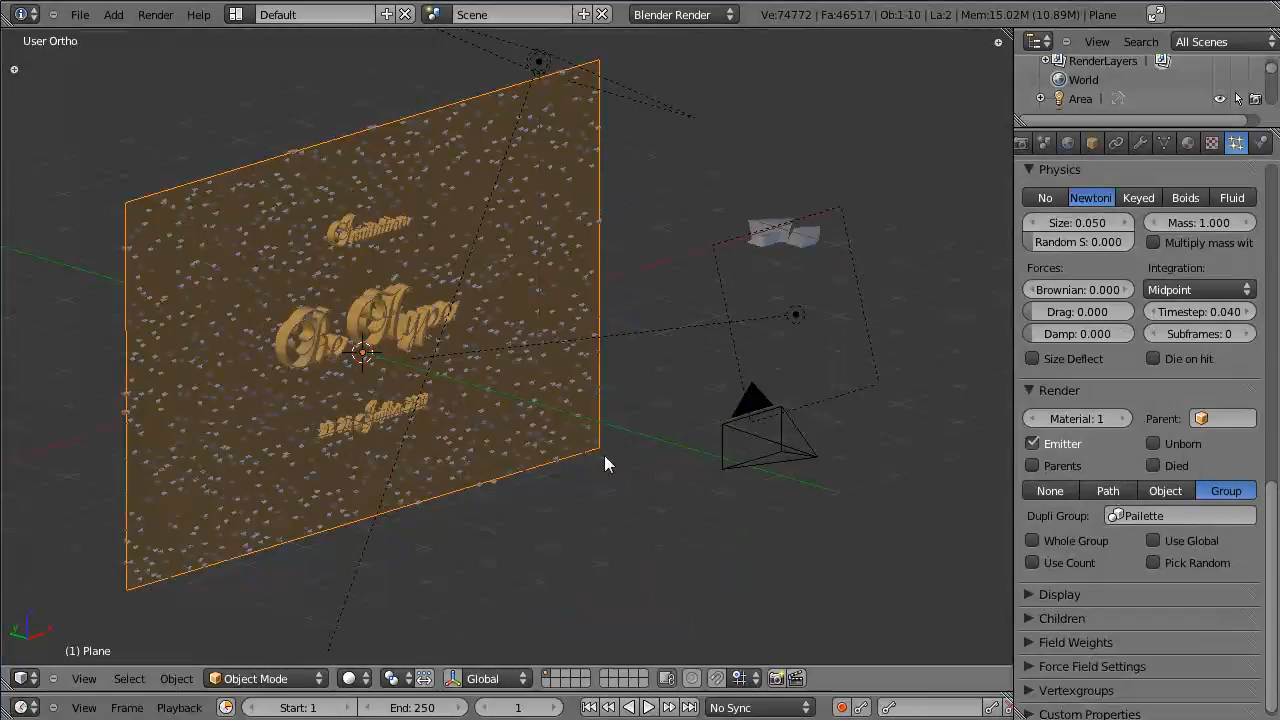 File Add Render Help Default Scene Blender Render Ve:74772 | Fa:46517 | Ob:1-10 | La:2 | Mem:15.02M (10.89M) | Plane
User Ortho
View Search All Scenes
RenderLayers
World
Area
Physics
No Newtoni Keyed Boids Fluid
Size: 0.050 Mass: 1.000
Random S: 0.000 Multiply mass wit
Forces: Integration:
Brownian: 0.000 Midpoint
Drag: 0.000 Timestep: 0.040
Damp: 0.000 Subframes: 0
Size Deflect Die on hit
Render
Material: 1 Parent:
Emitter Unborn
Parents Died
None Path Object Group
Dupli Group: Pailette
Whole Group Use Global
Use Count Pick Random
Display
Children
Field Weights
Force Field Settings
Vertexgroups
Custom Properties
(1) Plane
View Select Object Object Mode Global
View Frame Playback Start: 1 End: 250 1 No Sync